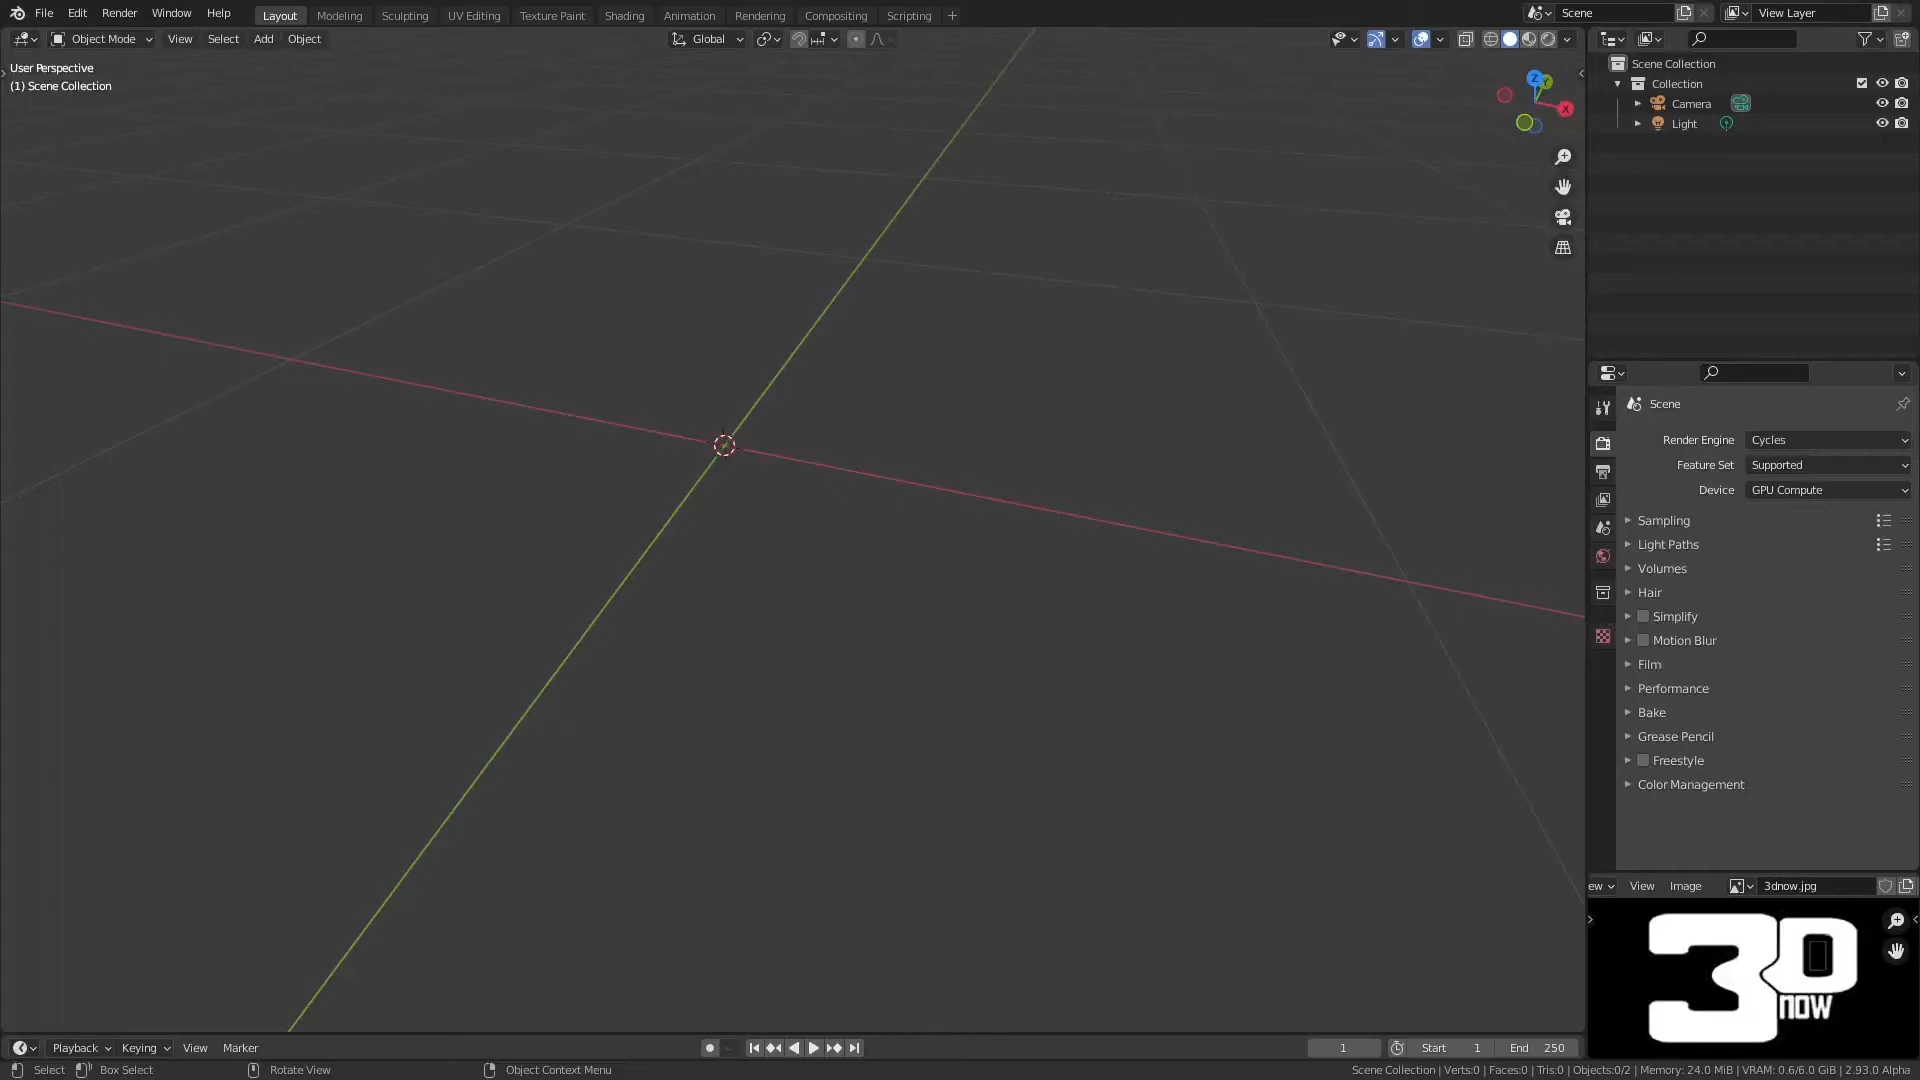 File Edit Render Window Help Layout Modeling Sculpting UV Editing Texture Paint Shading Animation Rendering Compositing Scripting + Scene View Layer
Object Mode View Select Add Object Global
User Perspective
(1) Scene Collection
Z
Y
X
Scene Collection
Collection
Camera
Light
Scene
Render Engine Cycles
Feature Set Supported
Device GPU Compute
Sampling
Light Paths
Volumes
Hair
Simplify
Motion Blur
Film
Performance
Bake
Grease Pencil
Freestyle
Color Management
ew View Image 3dnow.jpg
3D
NOW
Playback Keying View Marker 1 Start 1 End 250
Select Box Select Rotate View Object Context Menu Scene Collection | Verts:0 | Faces:0 | Tris:0 | Objects:0/2 | Memory: 24.0 MiB | VRAM: 0.6/6.0 GiB | 2.93.0 Alpha